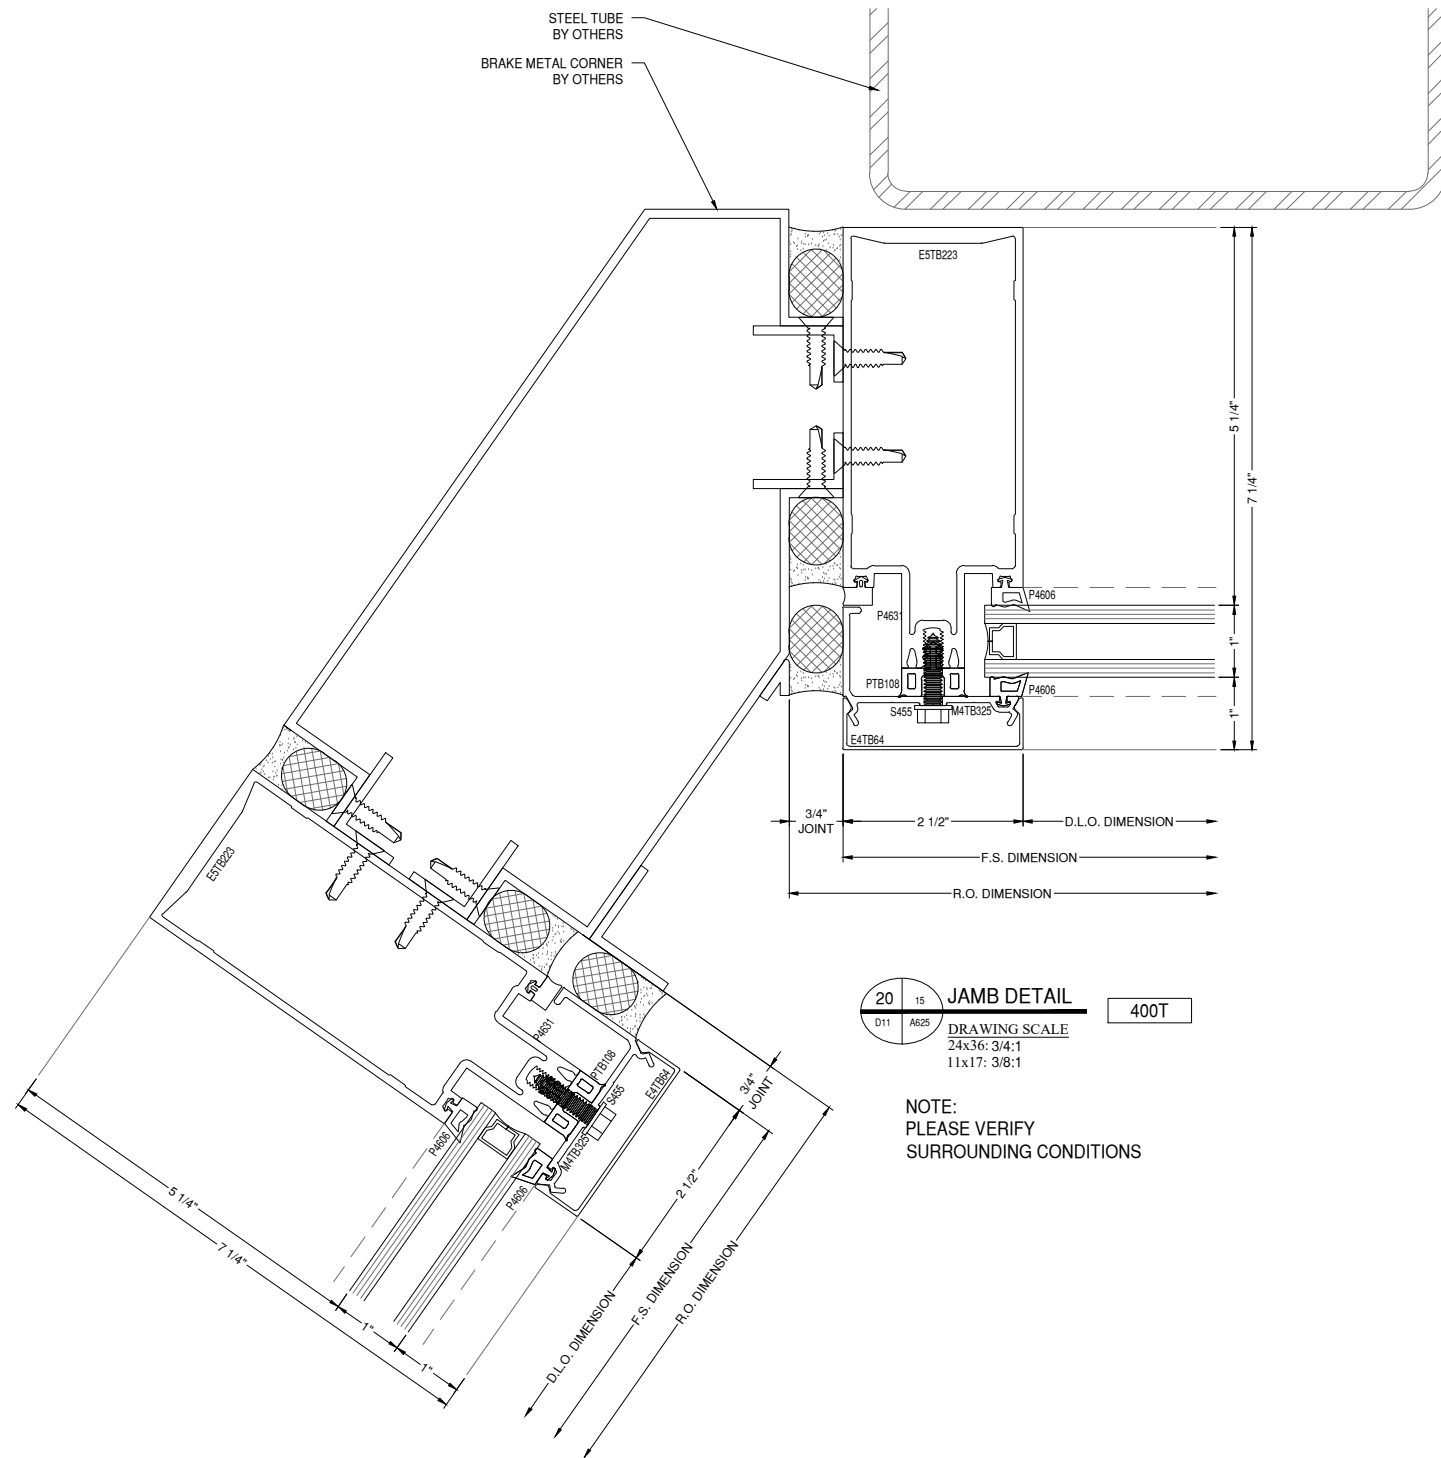 STEEL TUBE
BY OTHERS
BRAKE METAL CORNER
BY OTHERS
E5TB223
5 1/4"
7 1/4"
P4606
P4631
1"
PTB108
P4606
S455
M4TB325
1"
E4TB64
3/4"
JOINT
2 1/2"
D.L.O. DIMENSION
F.S. DIMENSION
R.O. DIMENSION
E5TB223
P4631
PTB108
S455
E4TB64
M4TB325
P4606
P4606
3/4"
JOINT
2 1/2"
5 1/4"
7 1/4"
1"
1"
D.L.O. DIMENSION
F.S. DIMENSION
R.O. DIMENSION
20 15 JAMB DETAIL
D11 A625
400T
DRAWING SCALE
24x36: 3/4:1
11x17: 3/8:1
NOTE:
PLEASE VERIFY
SURROUNDING CONDITIONS